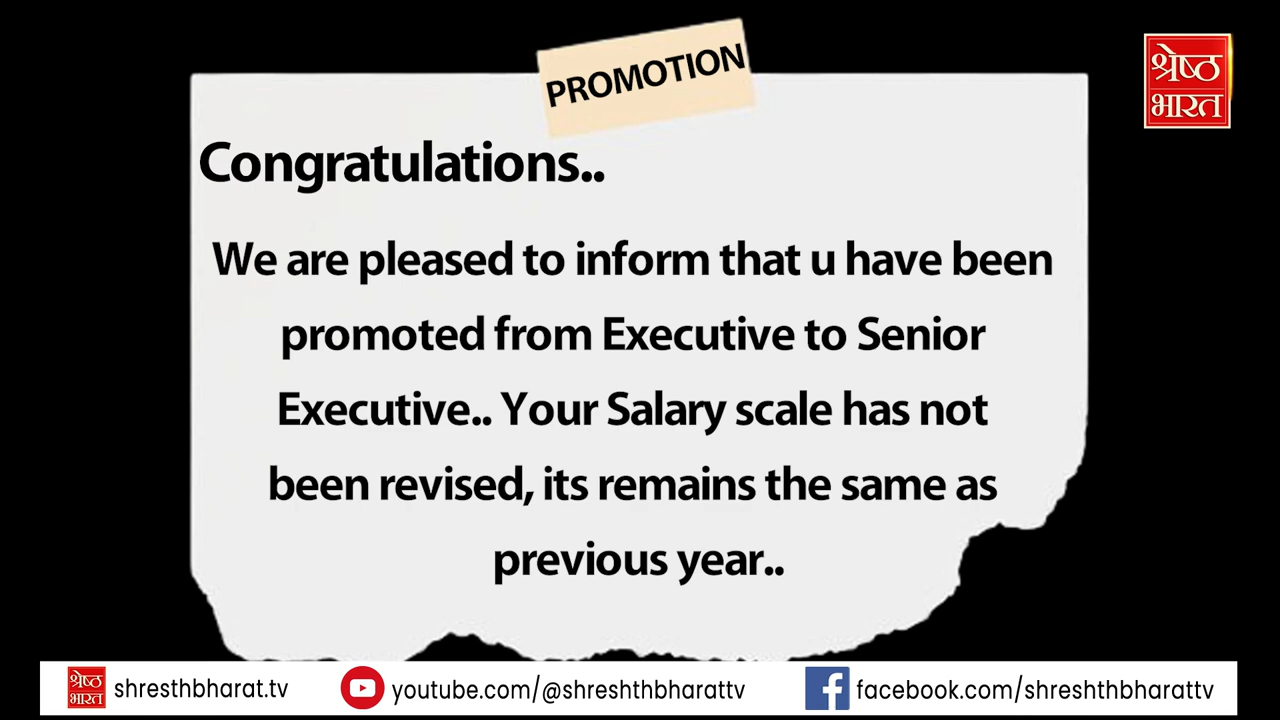 PROMOTION
श्रेष्ठ
भारत
Congratulations..
We are pleased to inform that u have been
promoted from Executive to Senior
Executive.. Your Salary scale has not
been revised, its remains the same as
previous year..
श्रेष्ठ
भारत
shresthbharat.tv
youtube.com/@shreshthbharattv
facebook.com/shreshthbharattv